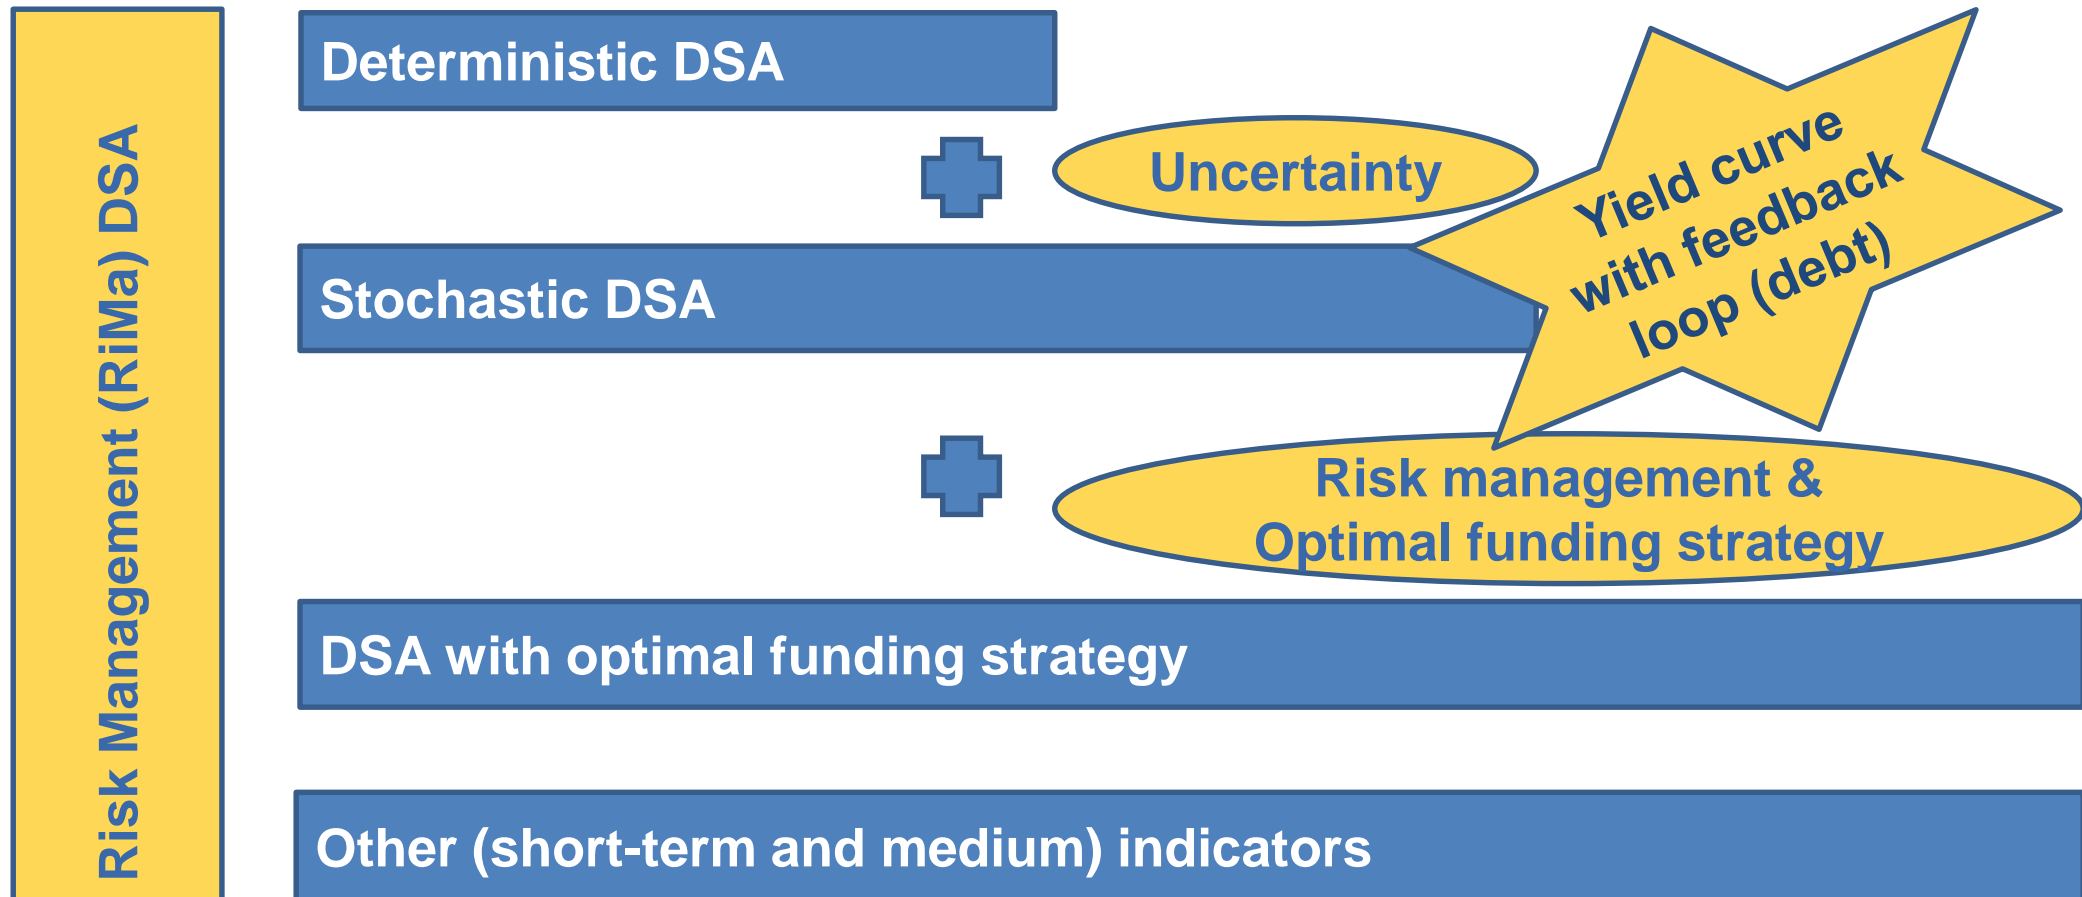 Risk Management (RiMa) DSA
Deterministic DSA
Uncertainty
Yield curve
with feedback
loop (debt)
Stochastic DSA
Risk management &
Optimal funding strategy
DSA with optimal funding strategy
Other (short-term and medium) indicators